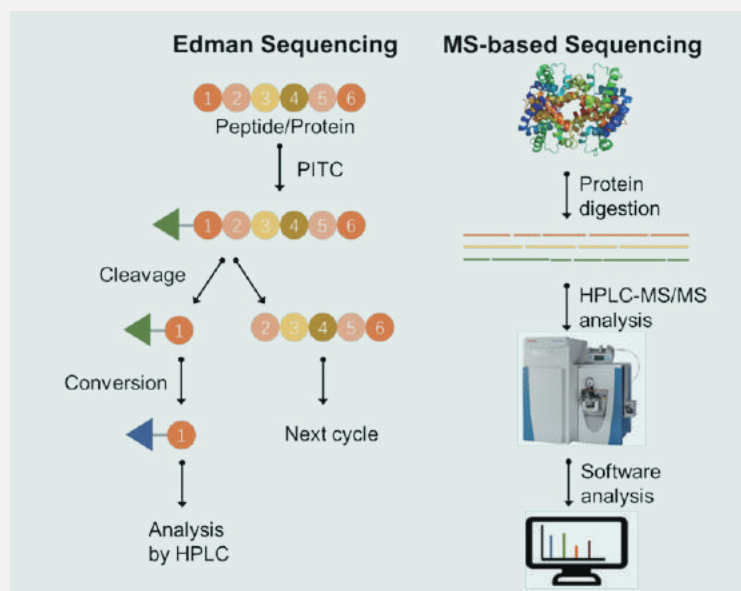 Edman Sequencing
1 2 3 4 5 6
Peptide/Protein
PITC
1 2 3 4 5 6
Cleavage
1
2 3 4 5 6
Conversion
1
Next cycle
Analysis
by HPLC
MS-based Sequencing
Protein
digestion
HPLC-MS/MS
analysis
Software
analysis